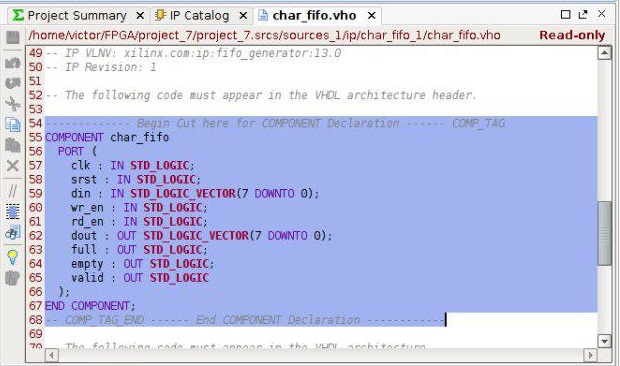 Project Summary
IP Catalog
char_fifo.vho
/home/victor/FPGA/project_7/project_7.srcs/sources_1/ip/char_fifo_1/char_fifo.vho Read-only
49 -- IP VLNV: xilinx.com:ip:fifo_generator:13.0
50 -- IP Revision: 1
51
52 -- The following code must appear in the VHDL architecture header.
53
54 ------------- Begin Cut here for COMPONENT Declaration ------ COMP_TAG
55 COMPONENT char_fifo
56 PORT (
57 clk : IN STD_LOGIC;
58 srst : IN STD_LOGIC;
59 din : IN STD_LOGIC_VECTOR(7 DOWNTO 0);
60 wr_en : IN STD_LOGIC;
61 rd_en : IN STD_LOGIC;
62 dout : OUT STD_LOGIC_VECTOR(7 DOWNTO 0);
63 full : OUT STD_LOGIC;
64 empty : OUT STD_LOGIC;
65 valid : OUT STD_LOGIC
66 );
67 END COMPONENT;
68 -- COMP_TAG_END ------ End COMPONENT Declaration ------------
69
70 The following code must appear in the VHDL architecture